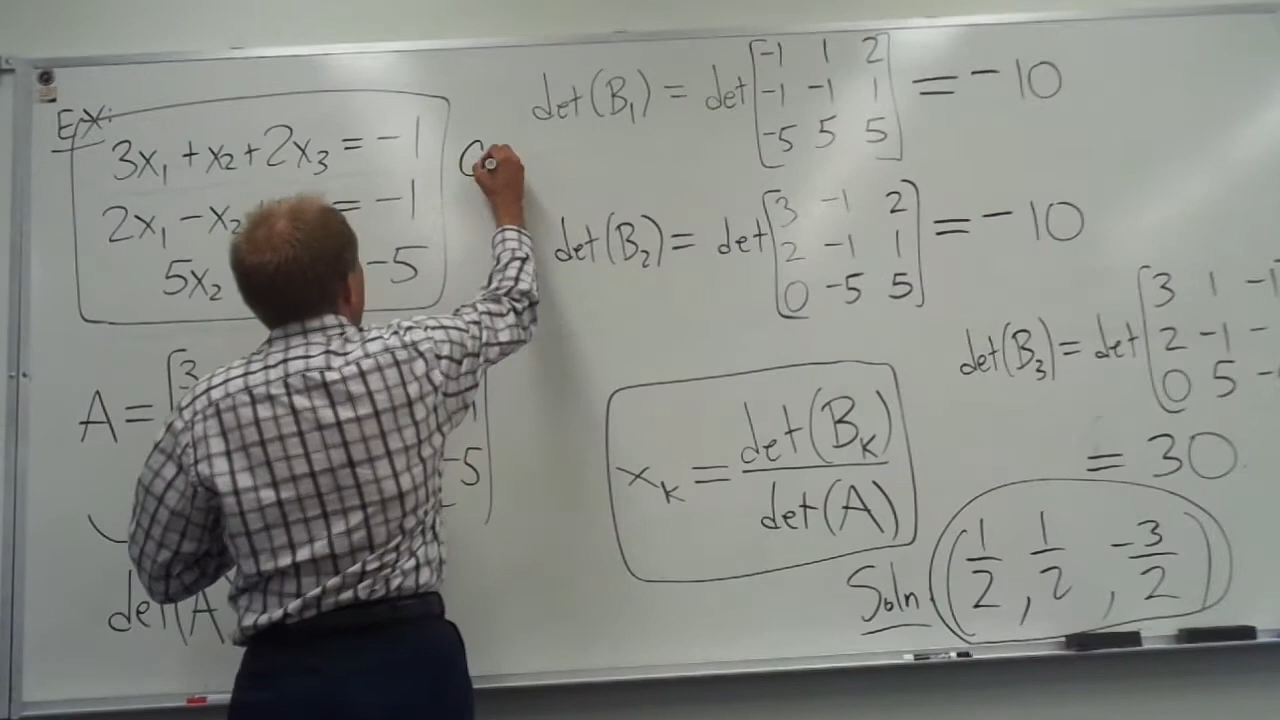 EX:
3x₁ + x₂ + 2x₃ = -1
2x₁ - x₂ = -1
5x₂ -5
A = [3
-5
det(A
det(B₁) = det [-1 1 2
-1 -1 1
-5 5 5] = -10
det(B₂) = det [3 -1 2
2 -1 1
0 -5 5] = -10
det(B₃) = det [3 1 -1
2 -1 -
0 5 -
= 30
xₖ = det(Bₖ)/det(A)
Soln (1/2, 1/2, -3/2)